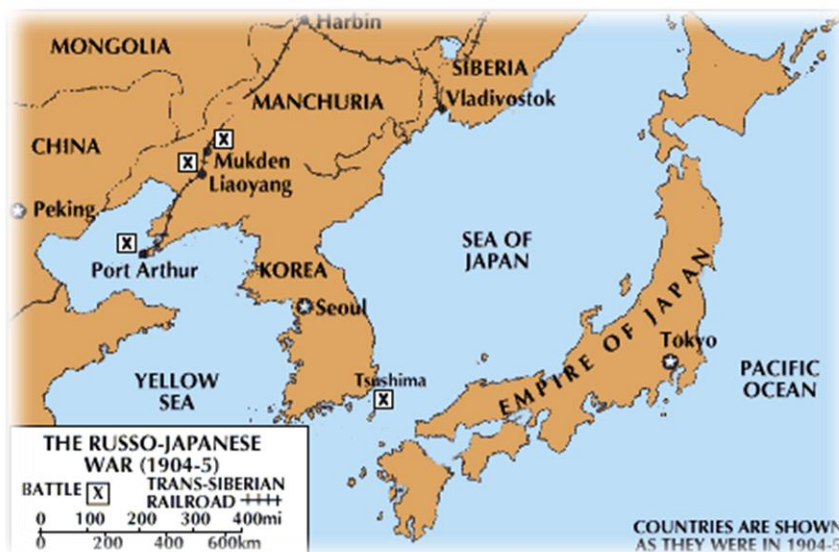 Harbin
MONGOLIA
SIBERIA
MANCHURIA
Vladivostok
CHINA
X
X
Mukden
Liaoyang
Peking
X
Port Arthur
KOREA
SEA OF
JAPAN
Seoul
EMPIRE OF JAPAN
Tokyo
YELLOW
SEA
Tsushima
X
PACIFIC
OCEAN
THE RUSSO-JAPANESE
WAR (1904-5)
BATTLE X TRANS-SIBERIAN
RAILROAD
0 100 200 300 400mi
0 200 400 600km
COUNTRIES ARE SHOWN
AS THEY WERE IN 1904-5